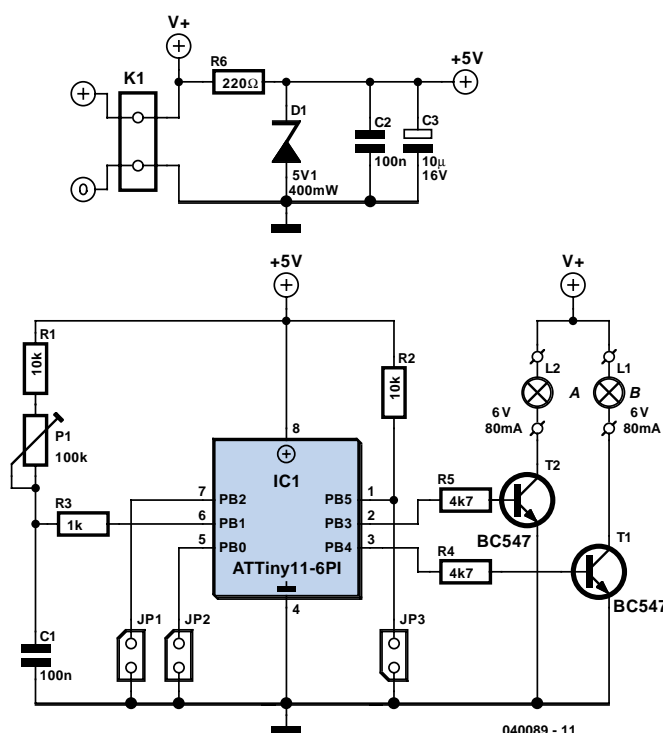 V+
K1
R6
220Ω
+5V
D1
5V1
400mW
C2
100n
C3
10µ
16V
0
+5V
V+
R1
10k
P1
100k
R2
10k
L2
A
L1
B
6V
80mA
6V
80mA
8
IC1
7
PB2
PB5
1
6
PB1
PB3
2
5
PB0
PB4
3
ATTiny11-6PI
4
R3
1k
R5
4k7
T2
BC547
R4
4k7
T1
BC547
JP1
JP2
JP3
C1
100n
040089 - 11